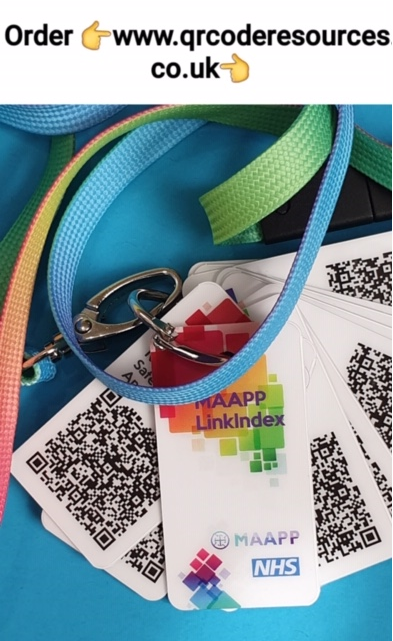 Order 👉www.qrcoderesources.
co.uk👈
MAAPP
LinkIndex
MAAPP
NHS